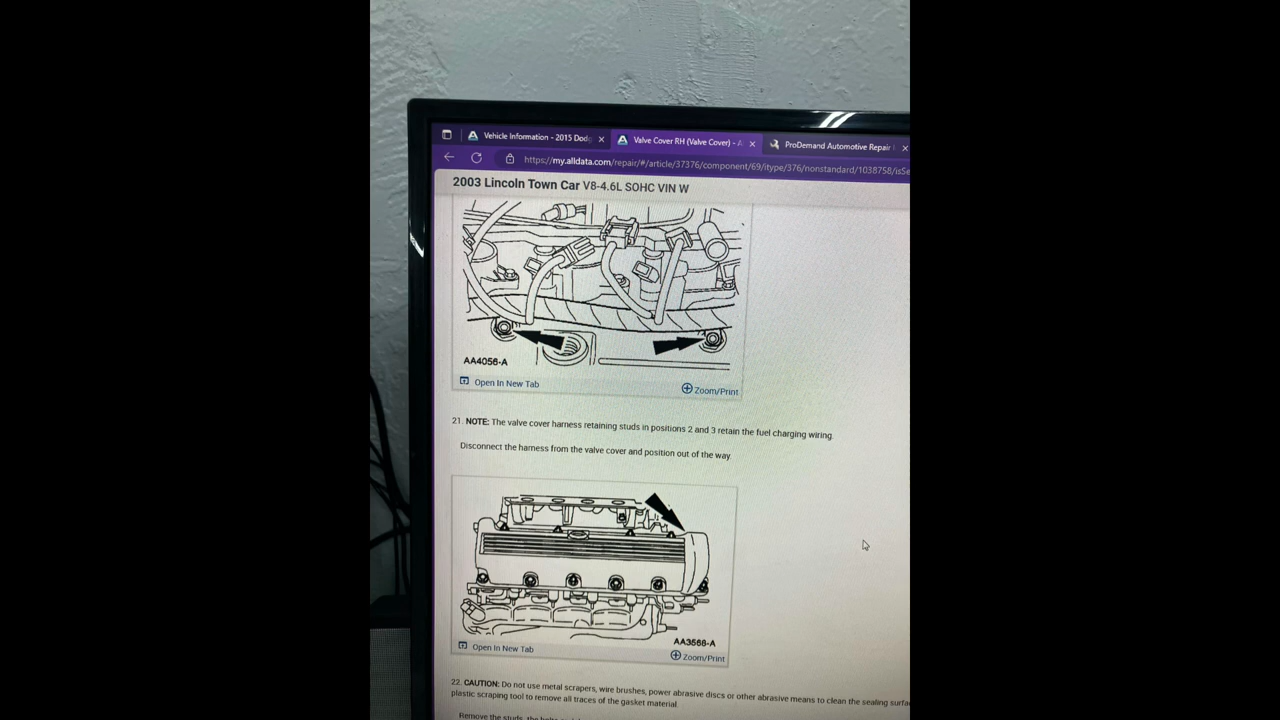 Vehicle Information - 2015 Dodg
Valve Cover RH (Valve Cover) - A
ProDemand Automotive Repair
https://my.alldata.com/repair/#/article/37376/component/69/itype/376/nonstandard/1038758/isSe
2003 Lincoln Town Car V8-4.6L SOHC VIN W
AA4056-A
Open In New Tab
Zoom/Print
21. NOTE: The valve cover harness retaining studs in positions 2 and 3 retain the fuel charging wiring.
Disconnect the harness from the valve cover and position out of the way.
AA3568-A
Open In New Tab
Zoom/Print
22. CAUTION: Do not use metal scrapers, wire brushes, power abrasive discs or other abrasive means to clean the sealing surfa
plastic scraping tool to remove all traces of the gasket material.
Remove the studs, the bolts